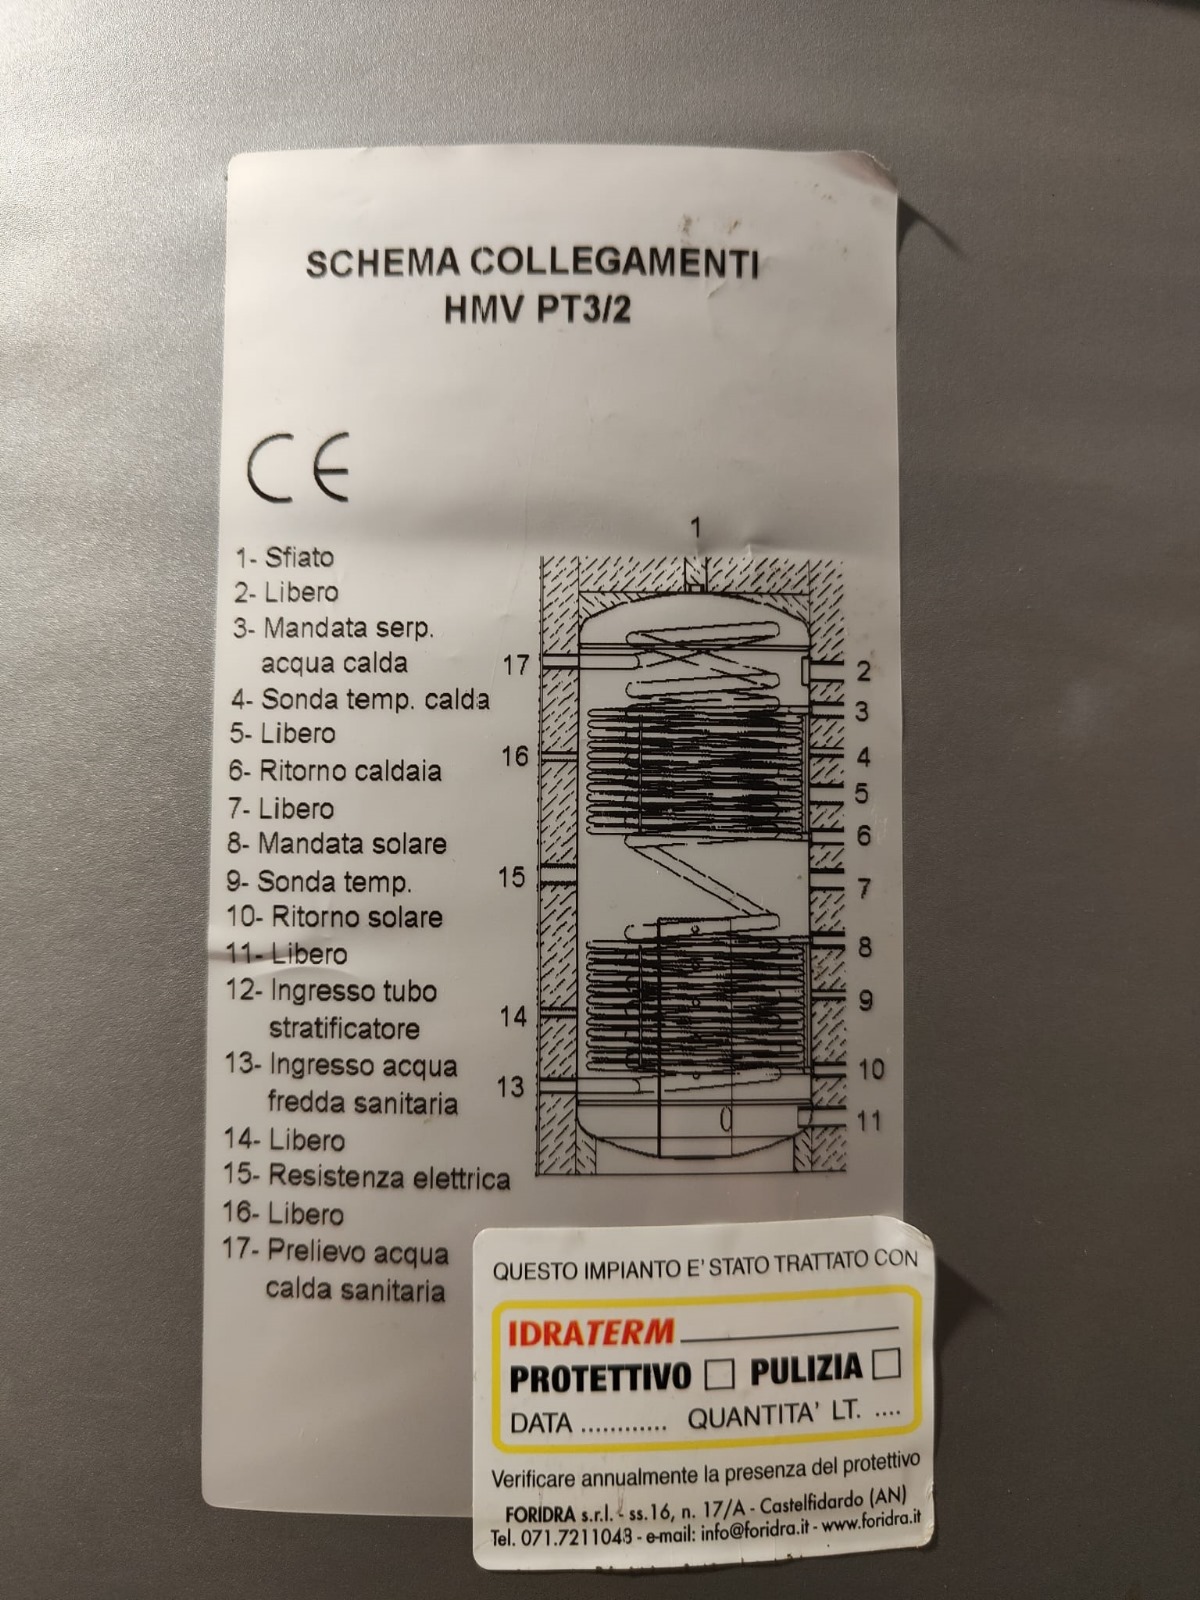 SCHEMA COLLEGAMENTI
HMV PT3/2
CE
1- Sfiato
2- Libero
3- Mandata serp.
acqua calda
4- Sonda temp. calda
5- Libero
6- Ritorno caldaia
7- Libero
8- Mandata solare
9- Sonda temp.
10- Ritorno solare
11- Libero
12- Ingresso tubo
stratificatore
13- Ingresso acqua
fredda sanitaria
14- Libero
15- Resistenza elettrica
16- Libero
17- Prelievo acqua
calda sanitaria
1
17
16
15
14
13
2
3
4
5
6
7
8
9
10
11
QUESTO IMPIANTO E' STATO TRATTATO CON
IDRATERM
PROTETTIVO PULIZIA
DATA ............ QUANTITA' LT. ....
Verificare annualmente la presenza del protettivo
FORIDRA s.r.l. - ss.16, n. 17/A - Castelfidardo (AN)
Tel. 071.7211048 - e-mail: info@foridra.it - www.foridra.it